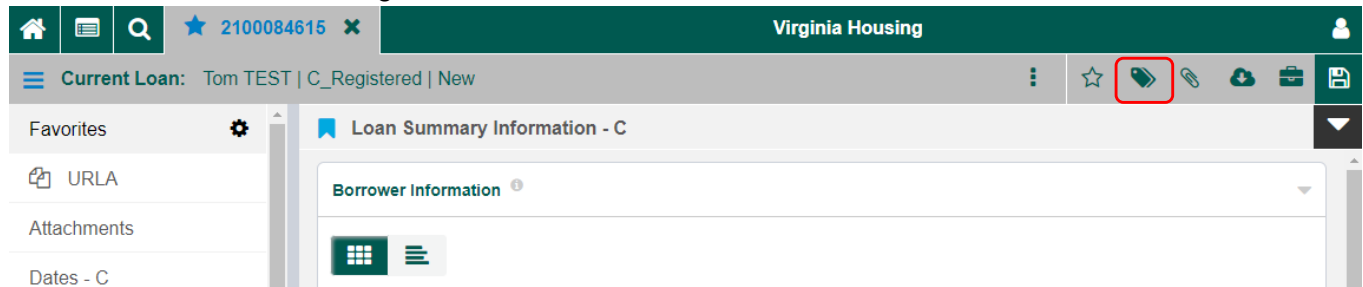 2100084615 Virginia Housing
Current Loan: Tom TEST | C_Registered | New
Favorites
Loan Summary Information - C
URLA
Borrower Information
Attachments
Dates - C